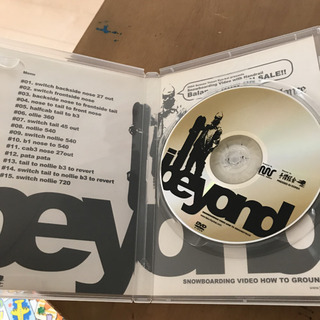 Menu
#01. switch backside nose 27 out
#02. switch frontside nose
#03. backside nose to frontside tail
#04. nose to tail to front nose
#05. halfcab tail to b3
#06. ollie 360
#07. switch tail 45 out
#08. nollie 540
#09. switch nollie 540
#10. b1 nose to 540
#11. cab3 nose 27out
#12. pata pata
#13. tail to nollie b3 to revert
#14. switch tail to nollie b3 to revert
#15. switch nollie 720
beyond
SALE!!
beyond
DVD
SNOWBOARDING VIDEO HOW TO GROUN